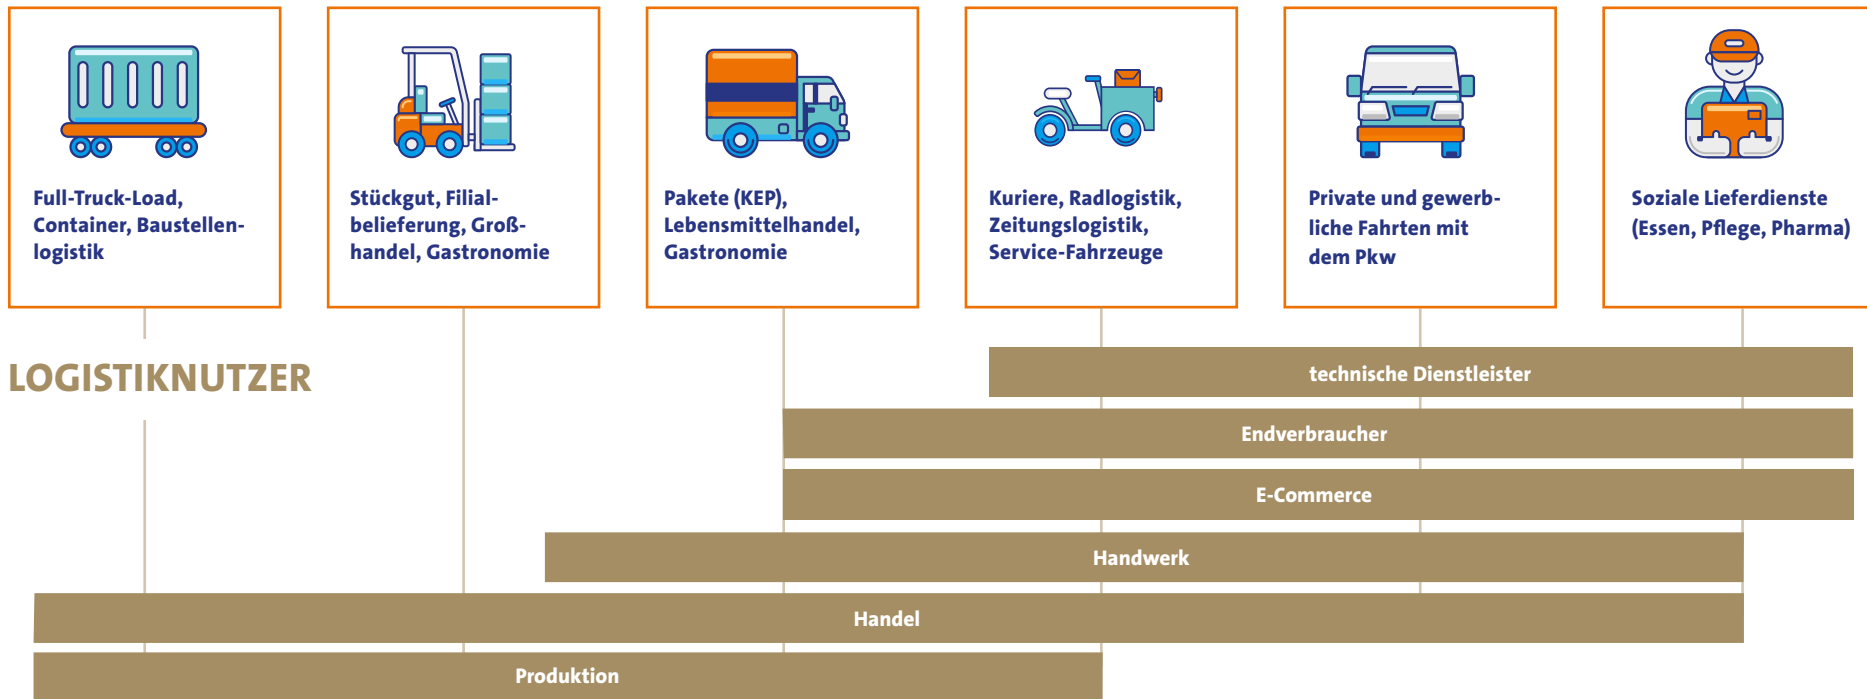 Full-Truck-Load,
Container, Baustellen-
logistik
Stückgut, Filial-
belieferung, Groß-
handel, Gastronomie
Pakete (KEP),
Lebensmittelhandel,
Gastronomie
Kuriere, Radlogistik,
Zeitungslogistik,
Service-Fahrzeuge
Private und gewerb-
liche Fahrten mit
dem Pkw
Soziale Lieferdienste
(Essen, Pflege, Pharma)
LOGISTIKNUTZER
technische Dienstleister
Endverbraucher
E-Commerce
Handwerk
Handel
Produktion